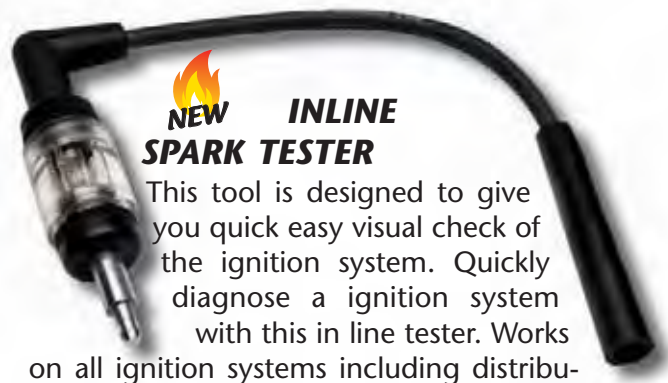 NEW INLINE
SPARK TESTER
This tool is designed to give
you quick easy visual check of
the ignition system. Quickly
diagnose a ignition system
with this in line tester. Works
on all ignition systems including distribu-